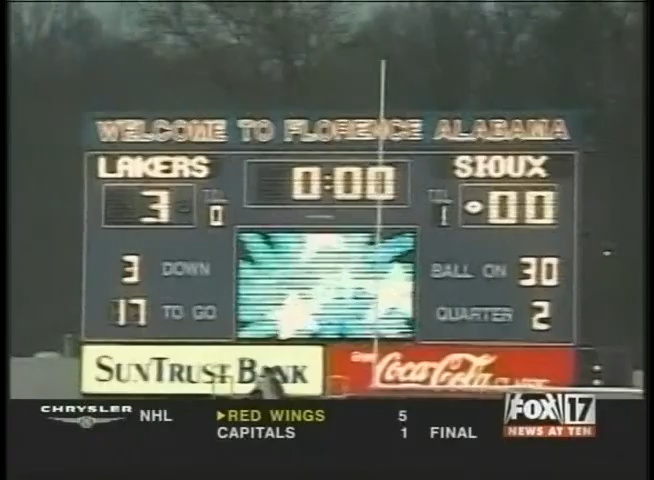 WELCOME TO FLORENCE ALABAMA
LAKERS
SIOUX
3
T.O.L.
0
0:00
T.O.L.
1
00
3 DOWN
BALL ON 30
17 TO GO
QUARTER 2
SUNTRUST BANK
Coca-Cola
CLASSIC
CHRYSLER
NHL
RED WINGS 5
CAPITALS 1 FINAL
FOX 17
NEWS AT TEN